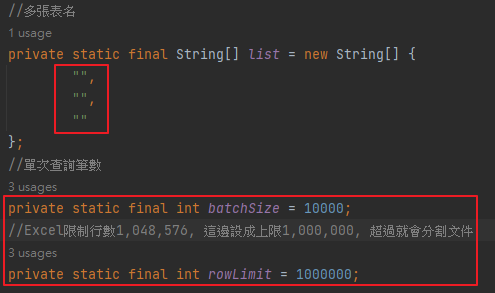 //多張表名
1 usage
private static final String[] list = new String[] {
"",
"",
""
};
//單次查詢筆數
3 usages
private static final int batchSize = 10000;
//Excel限制行數1,048,576, 這邊設成上限1,000,000, 超過就會分割文件
3 usages
private static final int rowLimit = 1000000;